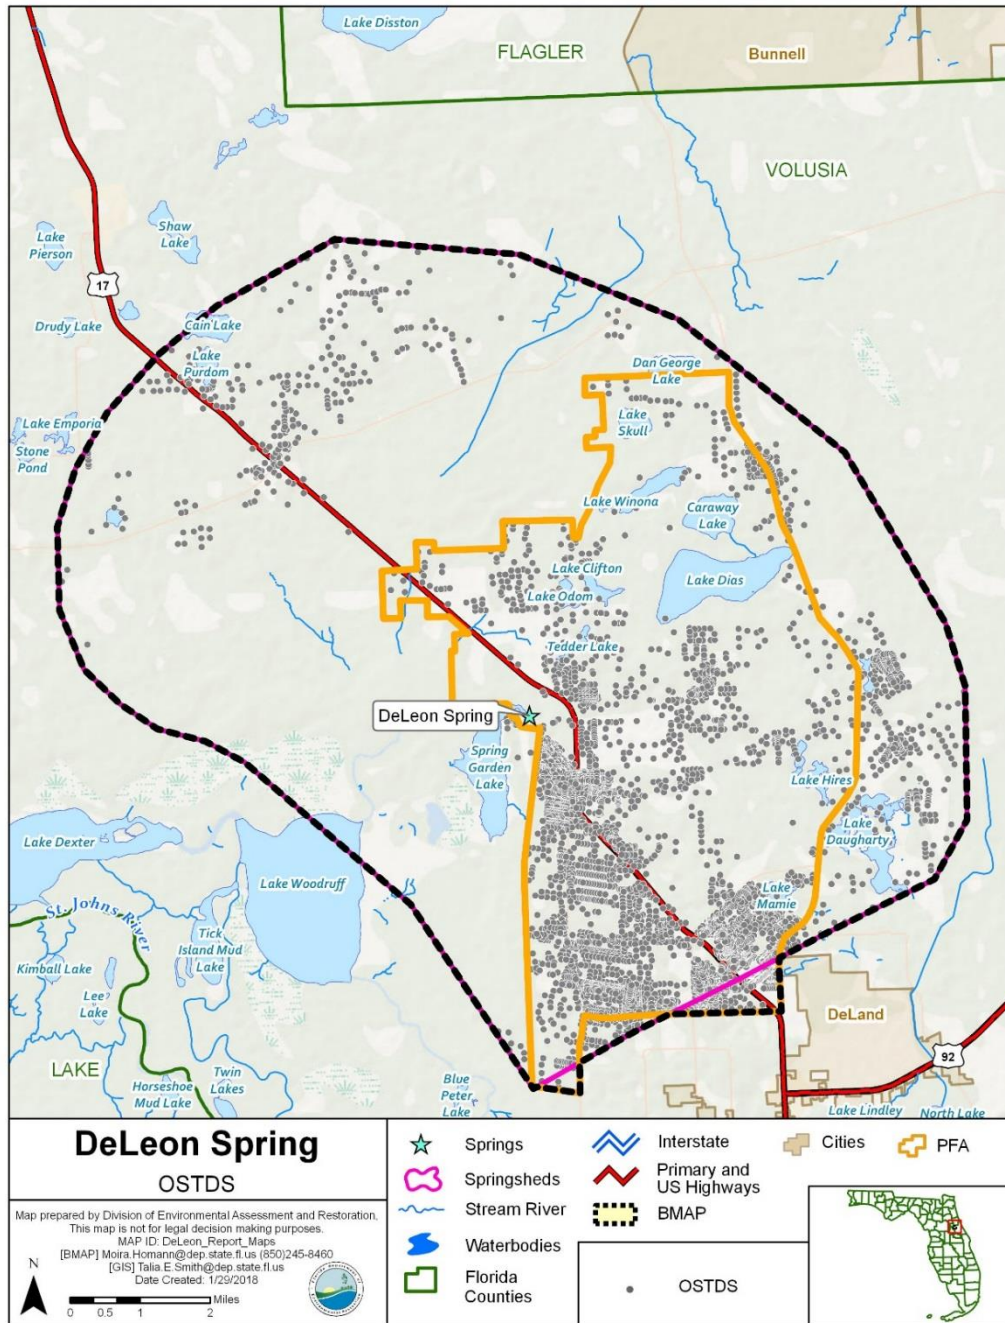 Lake Disston
FLAGLER
Bunnell
VOLUSIA
Shaw
Lake
Lake
Pierson
17
Drudy Lake
Cain Lake
Lake
Purdom
Dan George
Lake
Lake
Skull
Lake Emporia
Stone
Pond
Lake Winona
Caraway
Lake
Lake Clifton
Lake Dias
Lake Odom
Tedder Lake
DeLeon Spring
Spring
Garden
Lake
Lake Hires
Lake
Daugharty
Lake Dexter
Lake Woodruff
Lake
Mamie
St. Johns
River
Tick
Island Mud
Lake
Kimball Lake
Lee
Lake
DeLand
92
LAKE
Horseshoe
Mud Lake
Twin
Lakes
Blue
Peter
Lake
Lake Lindley
North Lake
DeLeon Spring
OSTDS
Map prepared by Division of Environmental Assessment and Restoration.
This map is not for legal decision making purposes.
MAP ID: DeLeon_Report_Maps
[BMAP] Moira.Homann@dep.state.fl.us (850)245-8460
[GIS] Talia.E.Smith@dep.state.fl.us
Date Created: 1/29/2018
N
Miles
0 0.5 1 2
Springs
Springsheds
Stream River
Waterbodies
Florida
Counties
Interstate
Primary and
US Highways
BMAP
Cities
PFA
OSTDS